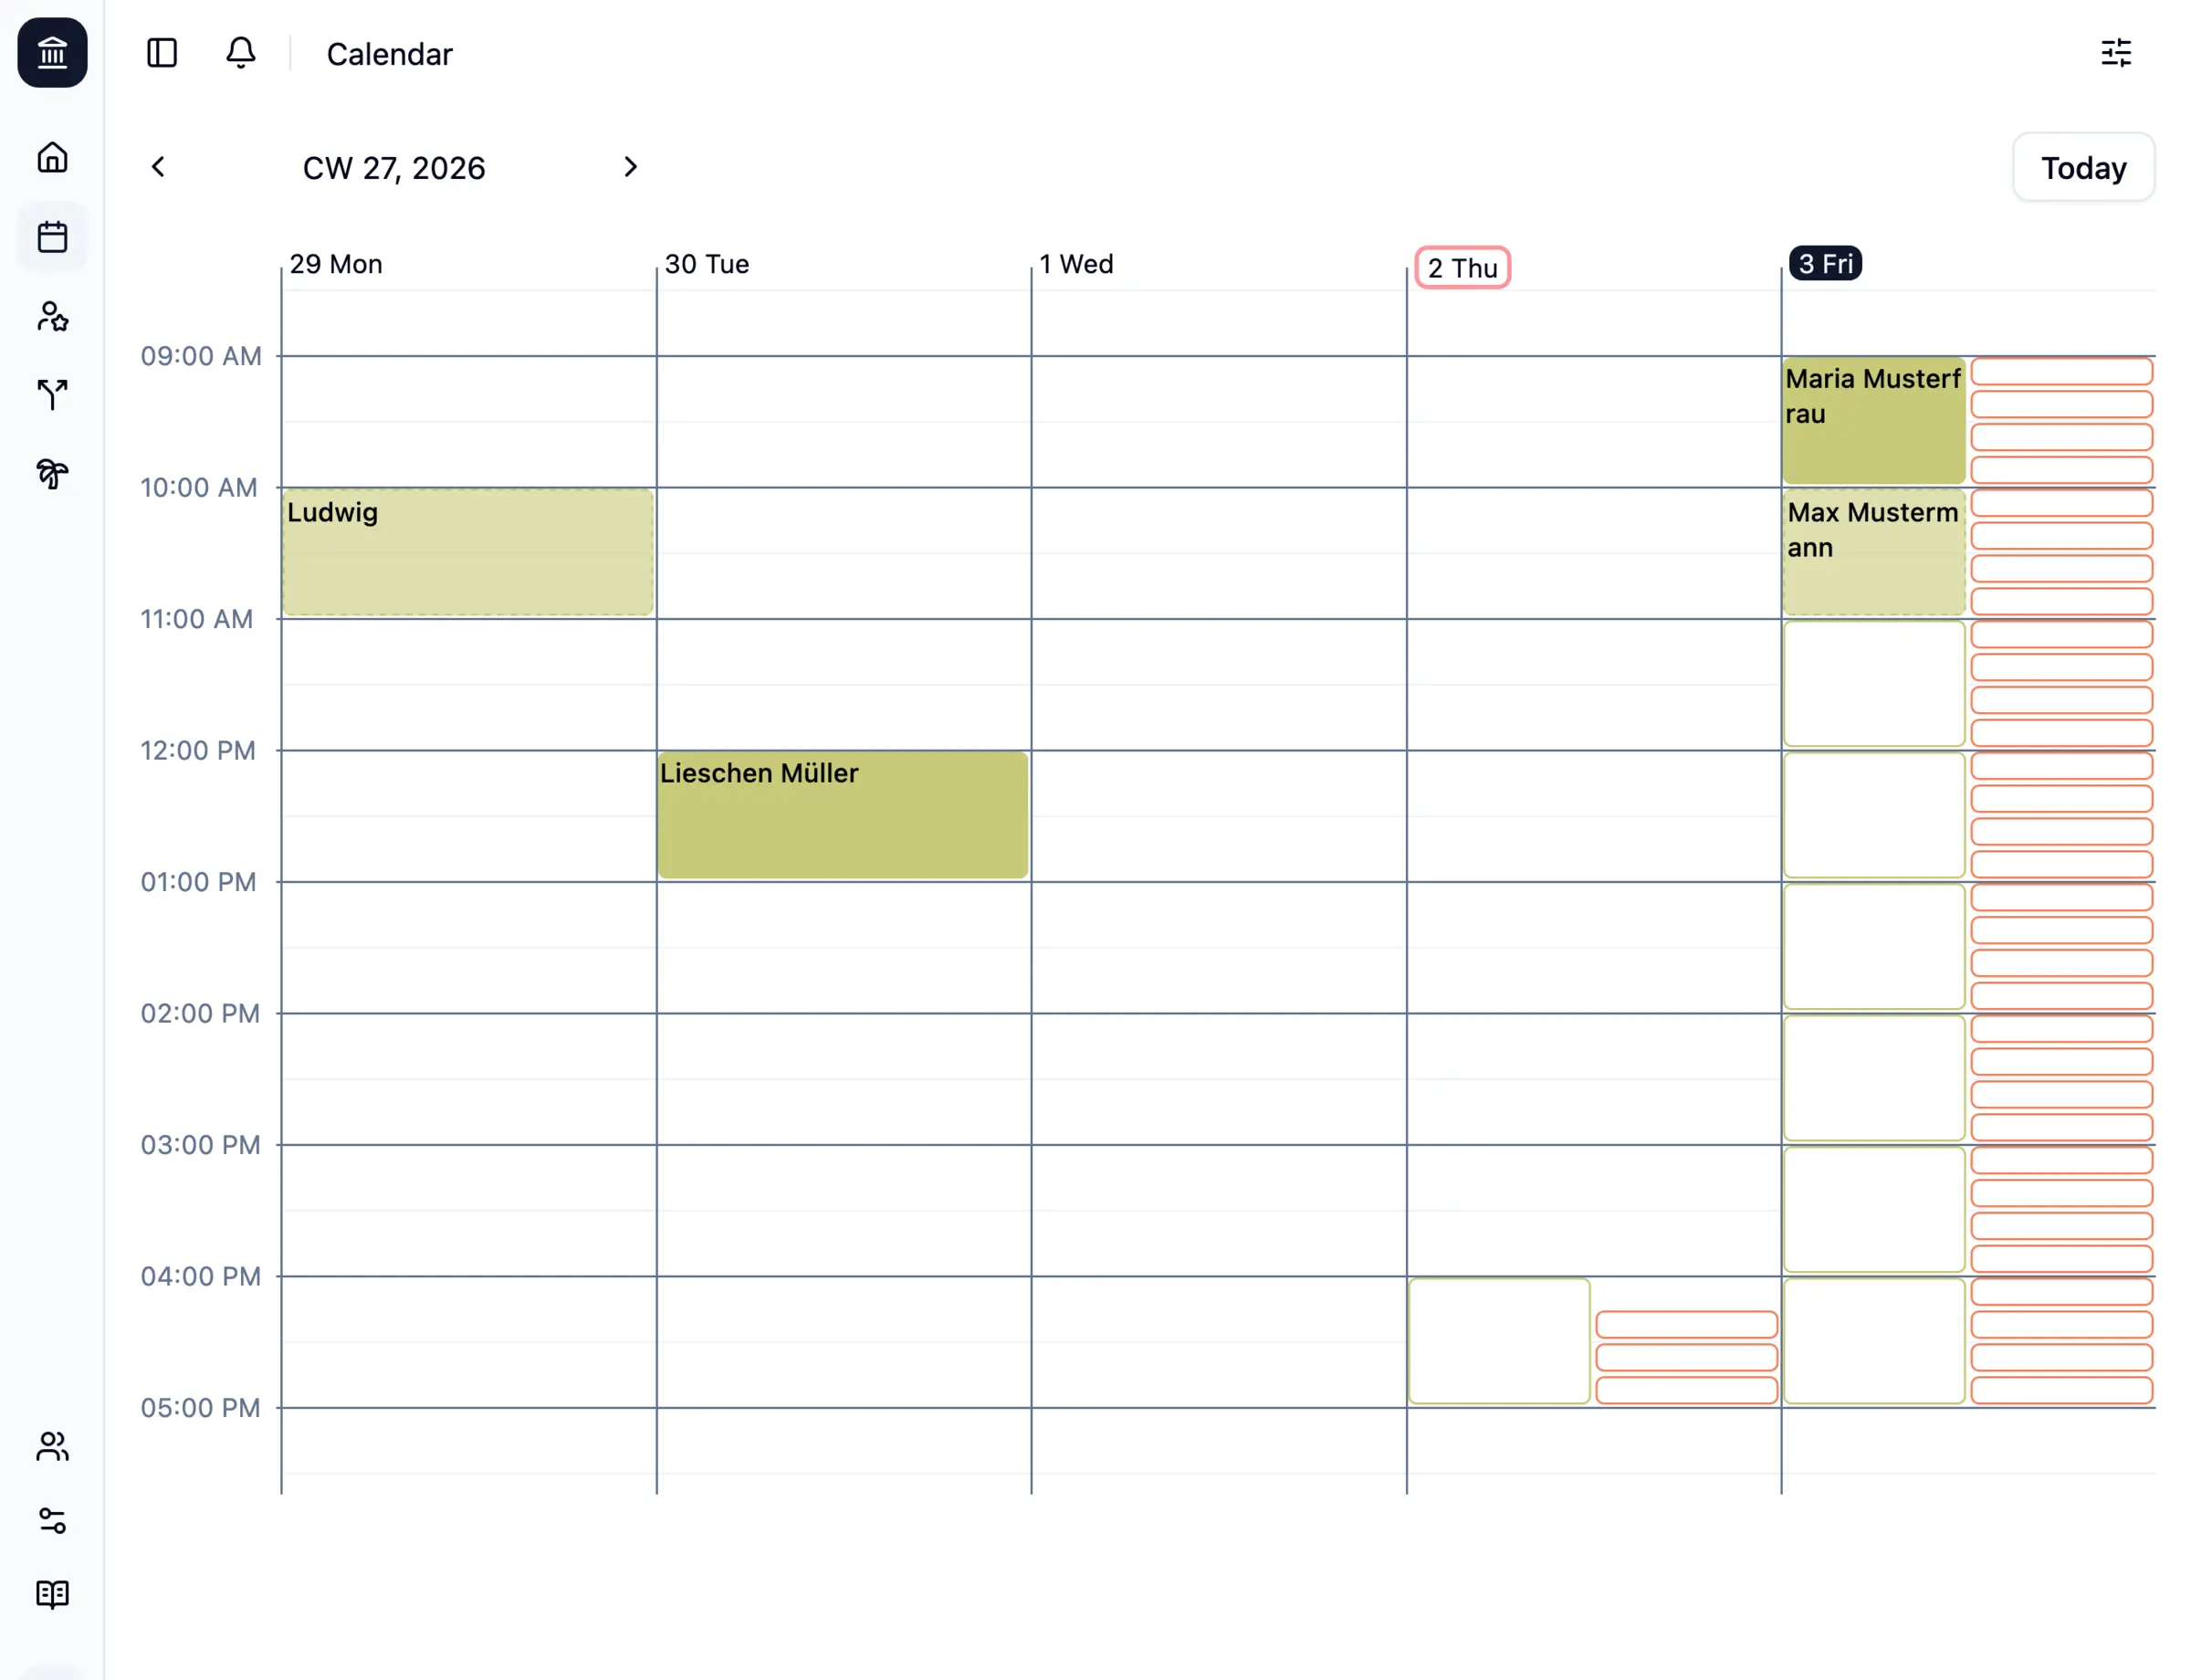 Calendar
CW 27, 2026
Today
29 Mon
30 Tue
1 Wed
2 Thu
3 Fri
09:00 AM
Maria Musterf
rau
10:00 AM
Ludwig
Max Musterm
ann
11:00 AM
12:00 PM
Lieschen Müller
01:00 PM
02:00 PM
03:00 PM
04:00 PM
05:00 PM